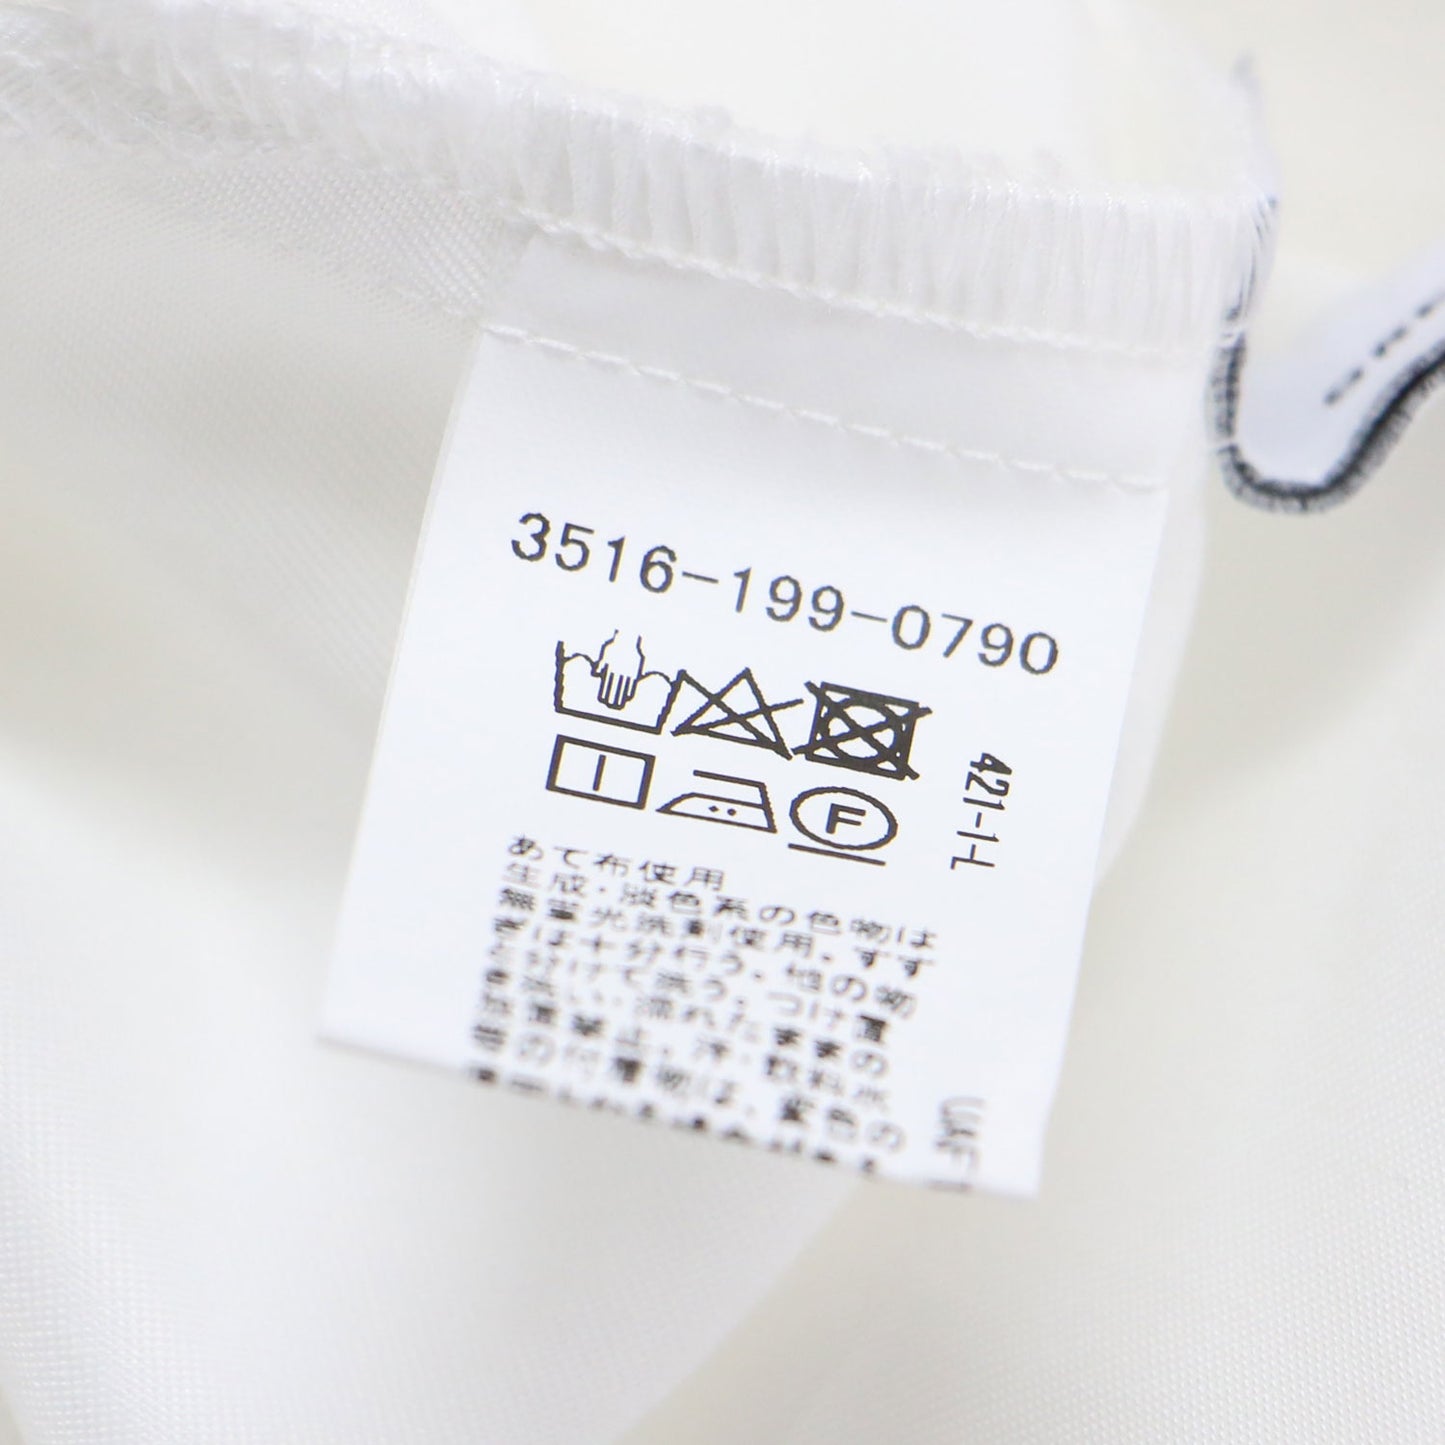 3516-199-0790
F
421-1-L
あて布使用
生成・淡色系の色物は
無蛍光洗剤使用。すす
ぎは十分行う。他の物
と分けて洗う。つけ置
き洗い・濡れたままの
放置禁止。汗・飲料水
等の付着物は、変色の